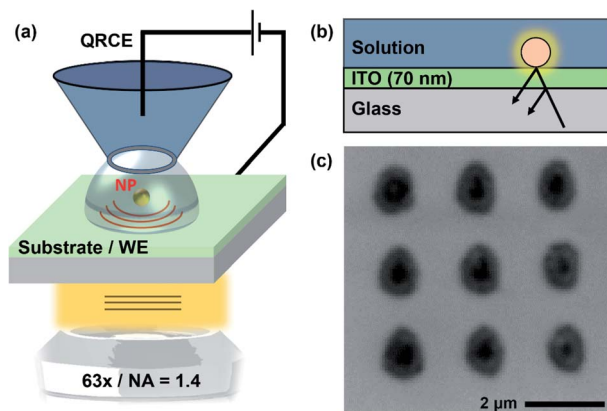 (a)
QRCE
NP
Substrate / WE
63x / NA = 1.4
(b)
Solution
ITO (70 nm)
Glass
(c)
2 µm